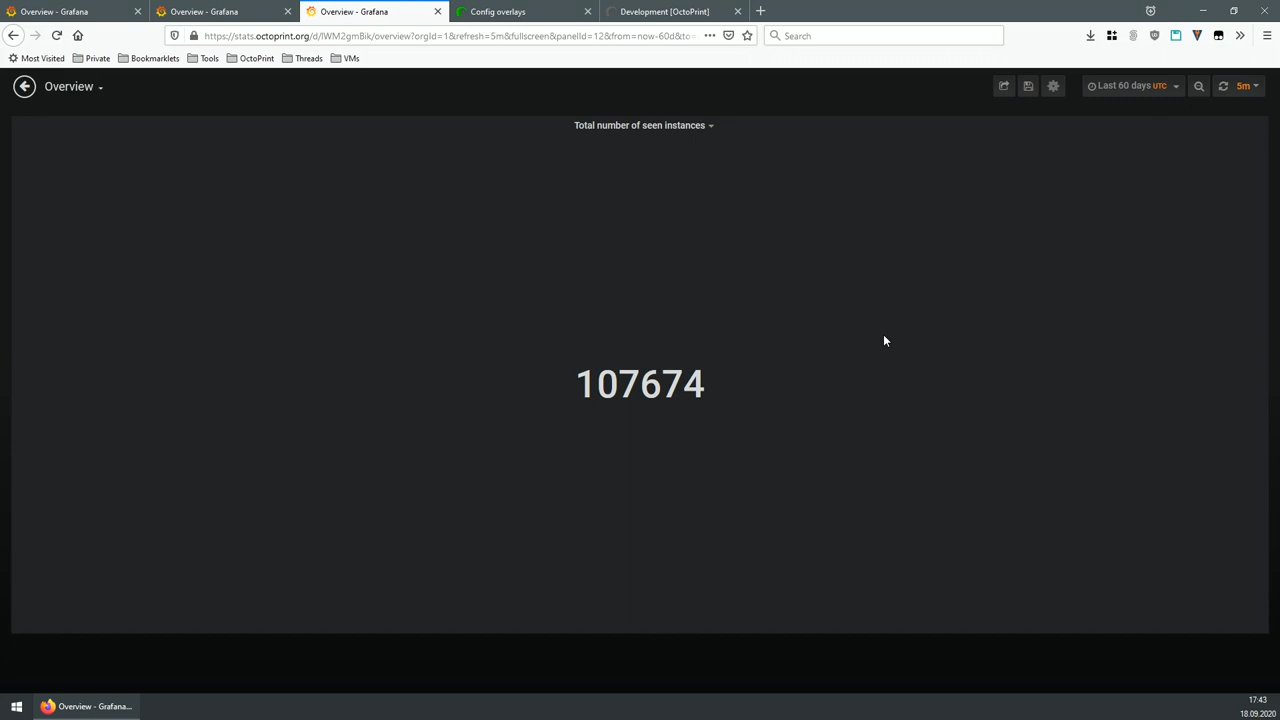 Overview - Grafana
Overview - Grafana
Overview - Grafana
Config overlays
Development [OctoPrint]
https://stats.octoprint.org/d/IWM2gmBik/overview?orgId=1&refresh=5m&fullscreen&panelId=12&from=now-60d&to=
Search
Most Visited
Private
Bookmarklets
Tools
OctoPrint
Threads
VMs
Overview
Last 60 days UTC
5m
Total number of seen instances
107674
Overview - Grafana...
17:43
18.09.2020